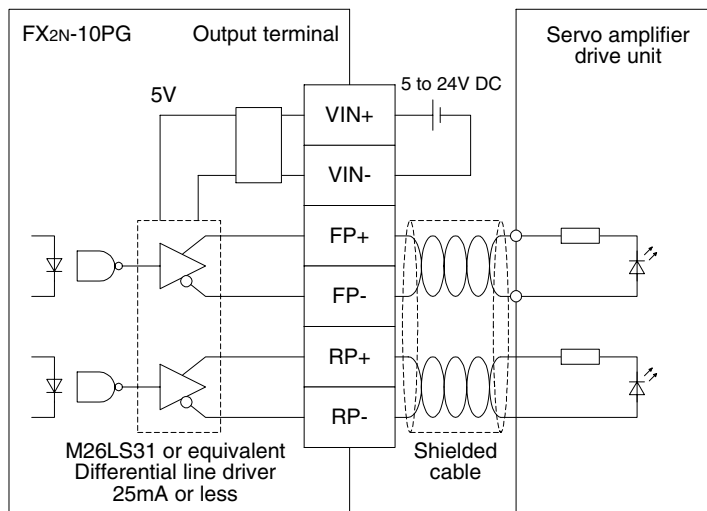 FX2N-10PG
Output terminal
Servo amplifier
drive unit
5 to 24V DC
5V
VIN+
VIN-
FP+
FP-
RP+
RP-
M26LS31 or equivalent
Differential line driver
25mA or less
Shielded
cable